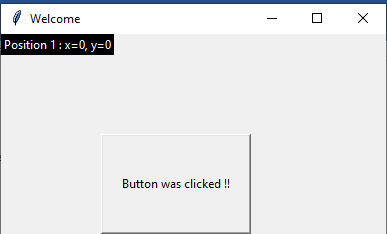 Welcome
Position 1 : x=0, y=0
Button was clicked !!